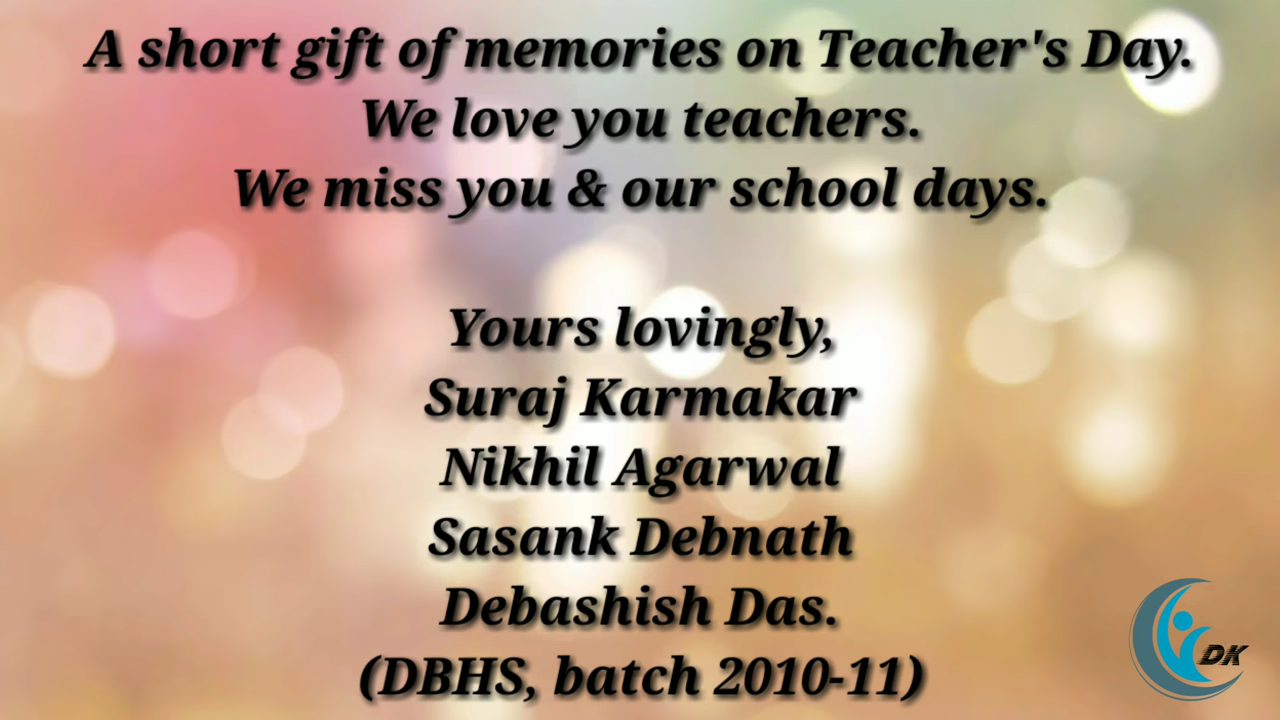 A short gift of memories on Teacher's Day.
We love you teachers.
We miss you & our school days.
Yours lovingly,
Suraj Karmakar
Nikhil Agarwal
Sasank Debnath
Debashish Das.
(DBHS, batch 2010-11)
DK